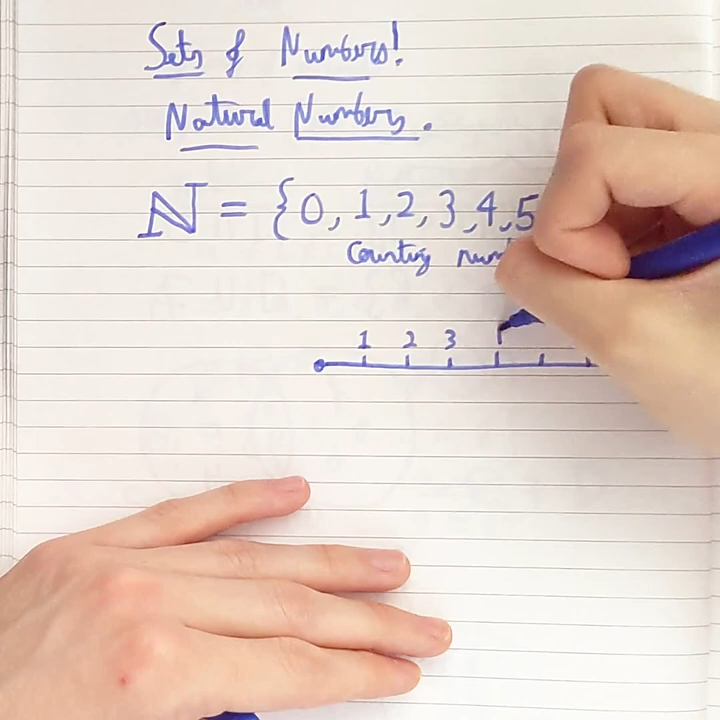 Sets of Numbers!
Natural Numbers.
ℕ = {0, 1, 2, 3, 4, 5
Counting
1 2 3